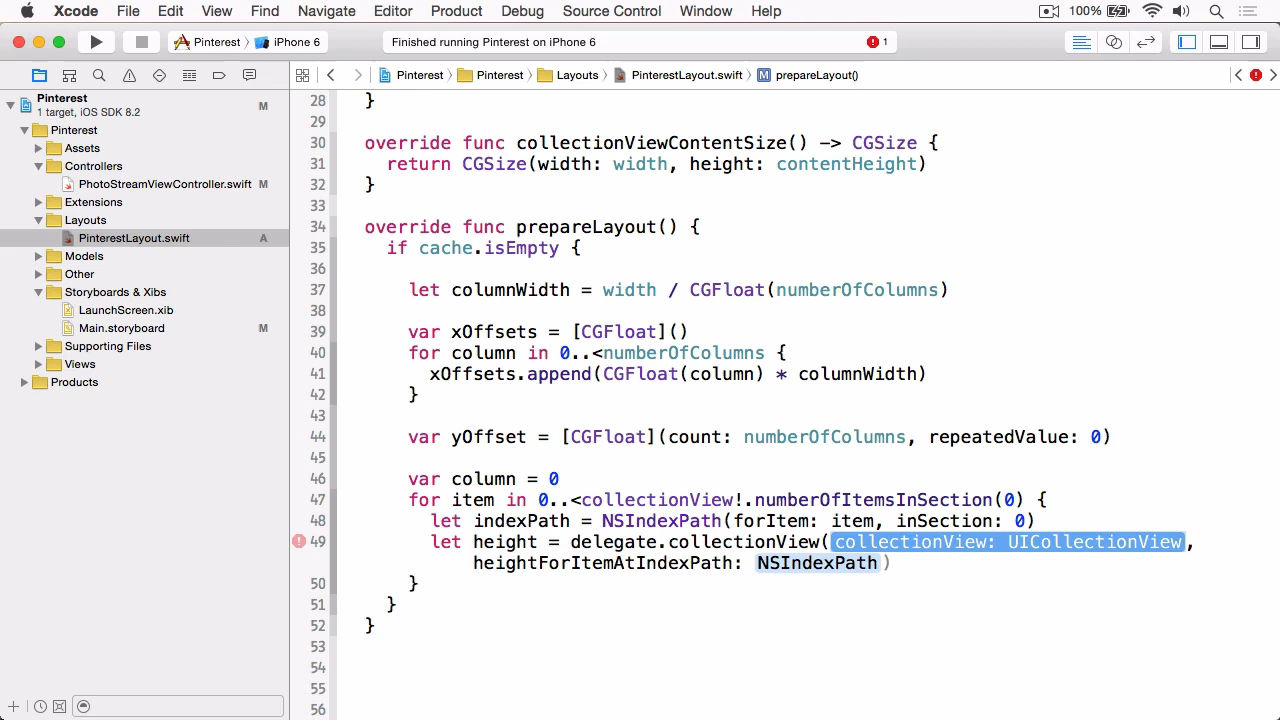 Xcode File Edit View Find Navigate Editor Product Debug Source Control Window Help 100%
Pinterest iPhone 6 Finished running Pinterest on iPhone 6 1
Pinterest Pinterest Layouts PinterestLayout.swift M prepareLayout()
Pinterest
1 target, iOS SDK 8.2 M
Pinterest
Assets
Controllers
PhotoStreamViewController.swift M
Extensions
Layouts
PinterestLayout.swift A
Models
Other
Storyboards & Xibs
LaunchScreen.xib
Main.storyboard M
Supporting Files
Views
Products
28 }
29
30 override func collectionViewContentSize() -> CGSize {
31 return CGSize(width: width, height: contentHeight)
32 }
33
34 override func prepareLayout() {
35 if cache.isEmpty {
36
37 let columnWidth = width / CGFloat(numberOfColumns)
38
39 var xOffsets = [CGFloat]()
40 for column in 0..<numberOfColumns {
41 xOffsets.append(CGFloat(column) * columnWidth)
42 }
43
44 var yOffset = [CGFloat](count: numberOfColumns, repeatedValue: 0)
45
46 var column = 0
47 for item in 0..<collectionView!.numberOfItemsInSection(0) {
48 let indexPath = NSIndexPath(forItem: item, inSection: 0)
49 let height = delegate.collectionView(collectionView: UICollectionView,
heightForItemAtIndexPath: NSIndexPath)
50 }
51 }
52 }
53
54
55
56